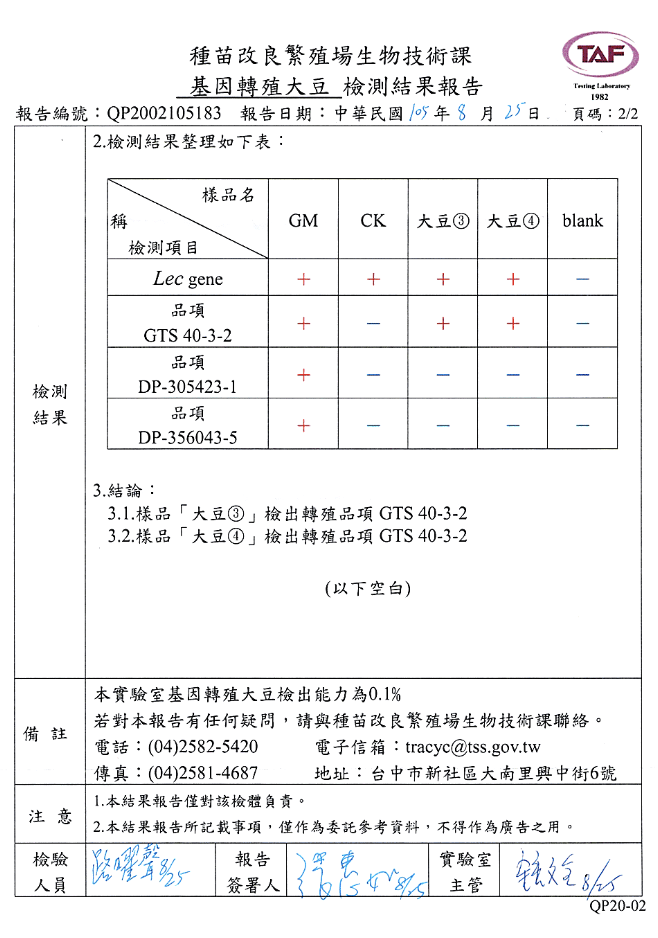 種苗改良繁殖場生物技術課
基因轉殖大豆 檢測結果報告
TAF
Testing Laboratory
1982
報告編號：QP2002105183 報告日期：中華民國105年8月25日 頁碼：2/2
2.檢測結果整理如下表：
樣品名稱
檢測項目
GM CK 大豆③ 大豆④ blank
Lec gene + + + + −
品項
GTS 40-3-2 + − + + −
品項
DP-305423-1 + − − − −
品項
DP-356043-5 + − − − −
檢測
結果
3.結論：
3.1.樣品「大豆③」檢出轉殖品項 GTS 40-3-2
3.2.樣品「大豆④」檢出轉殖品項 GTS 40-3-2
(以下空白)
備 註
本實驗室基因轉殖大豆檢出能力為0.1%
若對本報告有任何疑問，請與種苗改良繁殖場生物技術課聯絡。
電話：(04)2582-5420 電子信箱：tracyc@tss.gov.tw
傳真：(04)2581-4687 地址：台中市新社區大南里興中街6號
注 意
1.本結果報告僅對該檢體負責。
2.本結果報告所記載事項，僅作為委託參考資料，不得作為廣告之用。
檢驗
人員
路曜聲 8/25
報告
簽署人
8/25
實驗室
主管
8/25
QP20-02